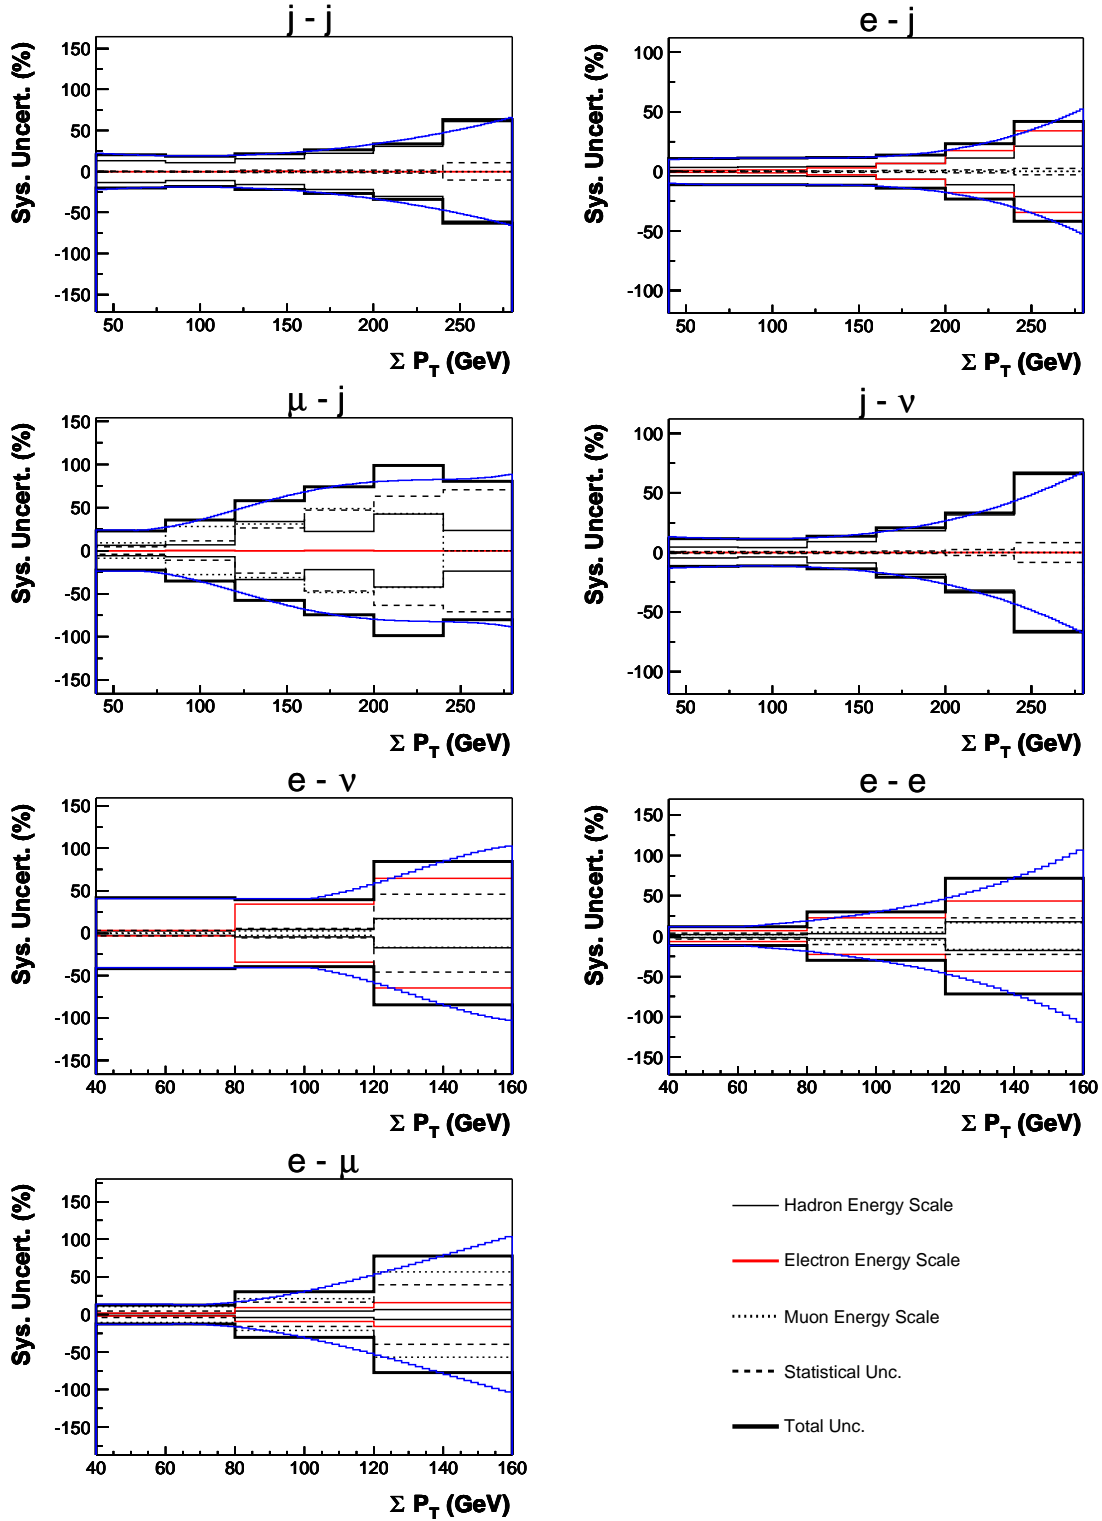 j - j
Sys. Uncert. (%)
150
100
50
0
-50
-100
-150
50 100 150 200 250
Σ P_T (GeV)
e - j
Sys. Uncert. (%)
100
50
0
-50
-100
50 100 150 200 250
Σ P_T (GeV)
μ - j
Sys. Uncert. (%)
150
100
50
0
-50
-100
-150
50 100 150 200 250
Σ P_T (GeV)
j - ν
Sys. Uncert. (%)
100
50
0
-50
-100
50 100 150 200 250
Σ P_T (GeV)
e - ν
Sys. Uncert. (%)
150
100
50
0
-50
-100
-150
40 60 80 100 120 140 160
Σ P_T (GeV)
e - e
Sys. Uncert. (%)
150
100
50
0
-50
-100
-150
40 60 80 100 120 140 160
Σ P_T (GeV)
e - μ
Sys. Uncert. (%)
150
100
50
0
-50
-100
-150
40 60 80 100 120 140 160
Σ P_T (GeV)
Hadron Energy Scale
Electron Energy Scale
Muon Energy Scale
Statistical Unc.
Total Unc.